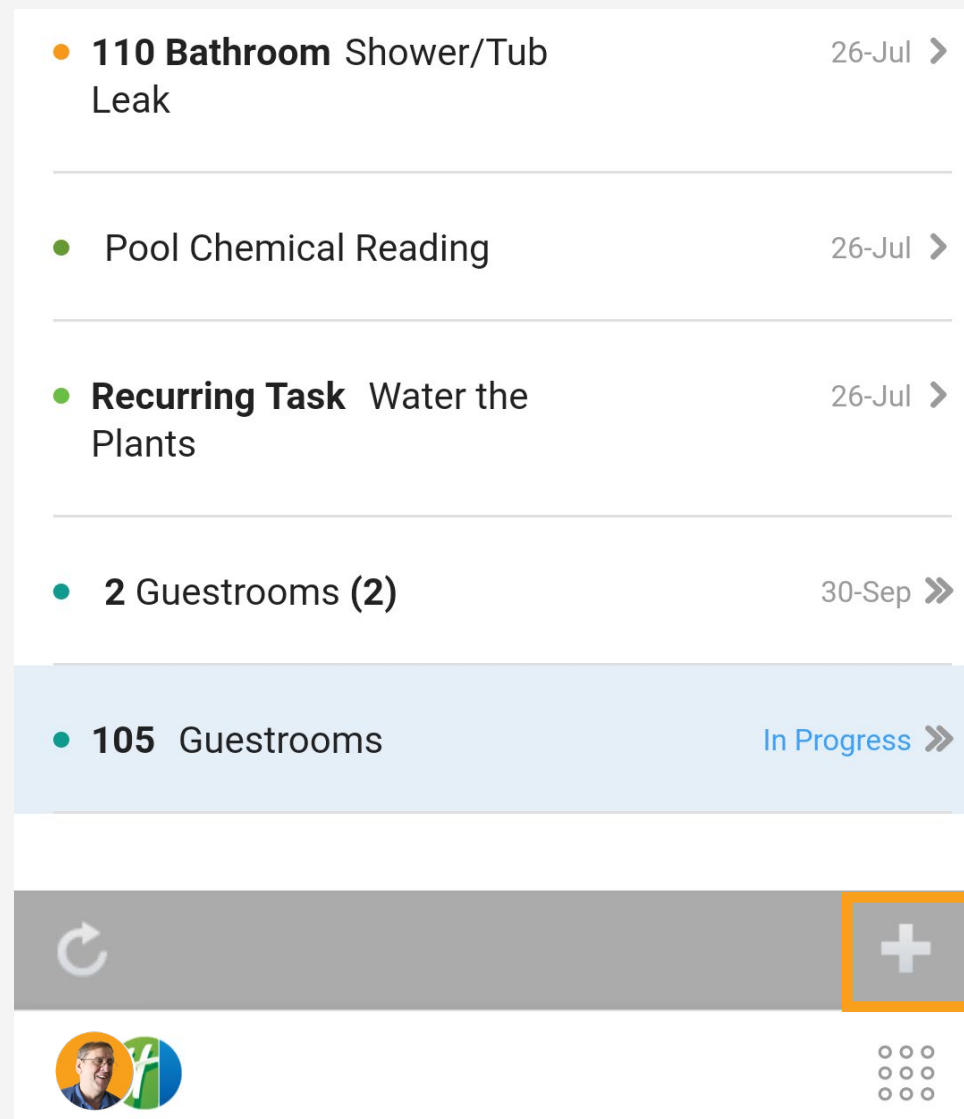 110 Bathroom Shower/Tub 26-Jul
Leak
Pool Chemical Reading 26-Jul
Recurring Task Water the 26-Jul
Plants
2 Guestrooms (2) 30-Sep
105 Guestrooms In Progress